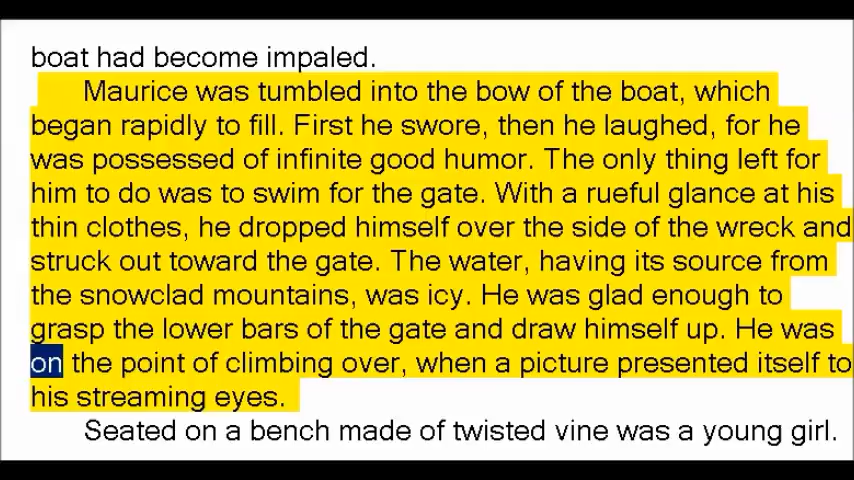 boat had become impaled.
Maurice was tumbled into the bow of the boat, which
began rapidly to fill. First he swore, then he laughed, for he
was possessed of infinite good humor. The only thing left for
him to do was to swim for the gate. With a rueful glance at his
thin clothes, he dropped himself over the side of the wreck and
struck out toward the gate. The water, having its source from
the snowclad mountains, was icy. He was glad enough to
grasp the lower bars of the gate and draw himself up. He was
on the point of climbing over, when a picture presented itself to
his streaming eyes.
Seated on a bench made of twisted vine was a young girl.